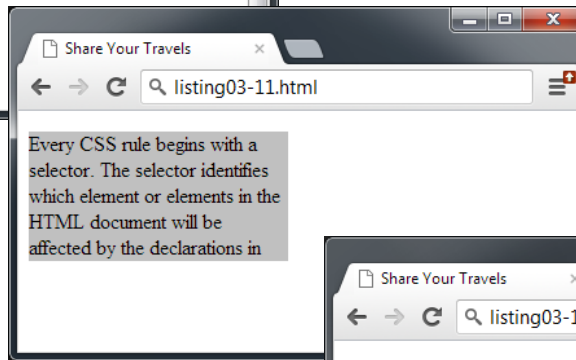 Share Your Travels
listing03-11.html
Every CSS rule begins with a
selector. The selector identifies
which element or elements in the
HTML document will be
affected by the declarations in
Share Your Travels
listing03-1